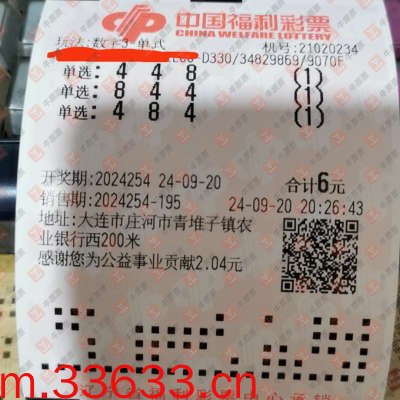 中国福利彩票
CHINA WELFARE LOTTERY
玩法:数字3-单式 机号:21020234
D330/34829869/9070F
单选: 4 4 8 (1)
单选: 8 4 4 (1)
单选: 4 8 4 (1)
开奖期:2024254 24-09-20 合计6元
销售期:2024254-195 24-09-20 20:26:43
地址:大连市庄河市青堆子镇农
业银行西200米
感谢您为公益事业贡献2.04元
m.33633.cn